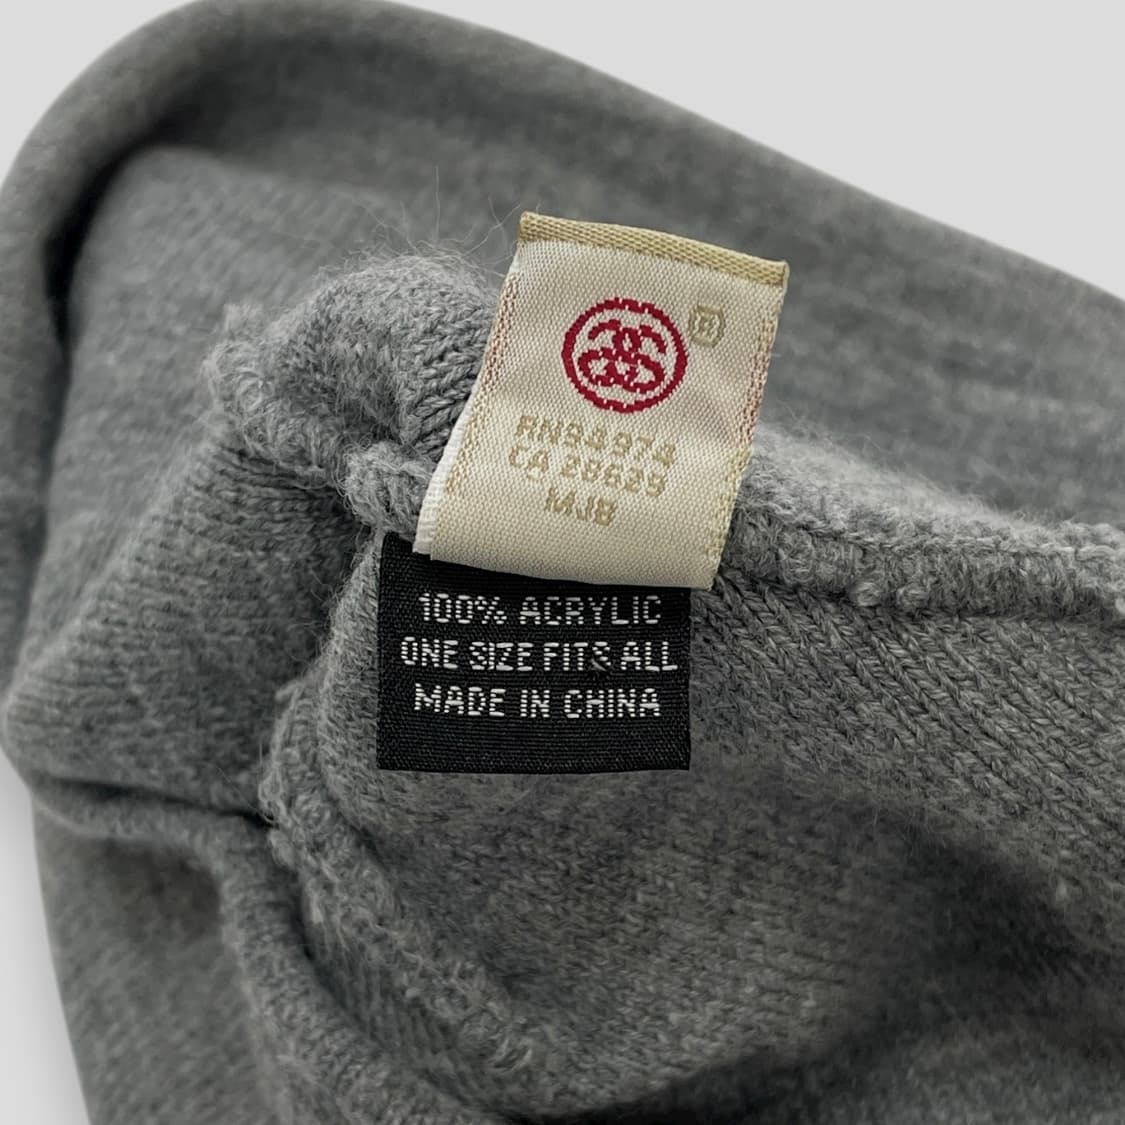 ®
RN94974
CA 28629
MJB
100% ACRYLIC
ONE SIZE FITS ALL
MADE IN CHINA